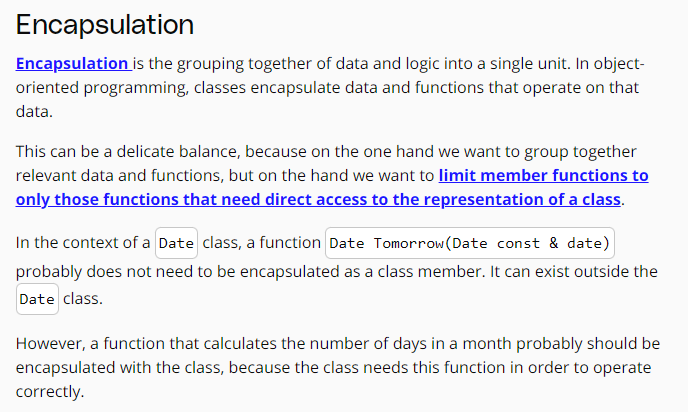 Encapsulation
Encapsulation is the grouping together of data and logic into a single unit. In object-
oriented programming, classes encapsulate data and functions that operate on that
data.
This can be a delicate balance, because on the one hand we want to group together
relevant data and functions, but on the hand we want to limit member functions to
only those functions that need direct access to the representation of a class.
In the context of a Date class, a function Date Tomorrow(Date const & date)
probably does not need to be encapsulated as a class member. It can exist outside the
Date class.
However, a function that calculates the number of days in a month probably should be
encapsulated with the class, because the class needs this function in order to operate
correctly.